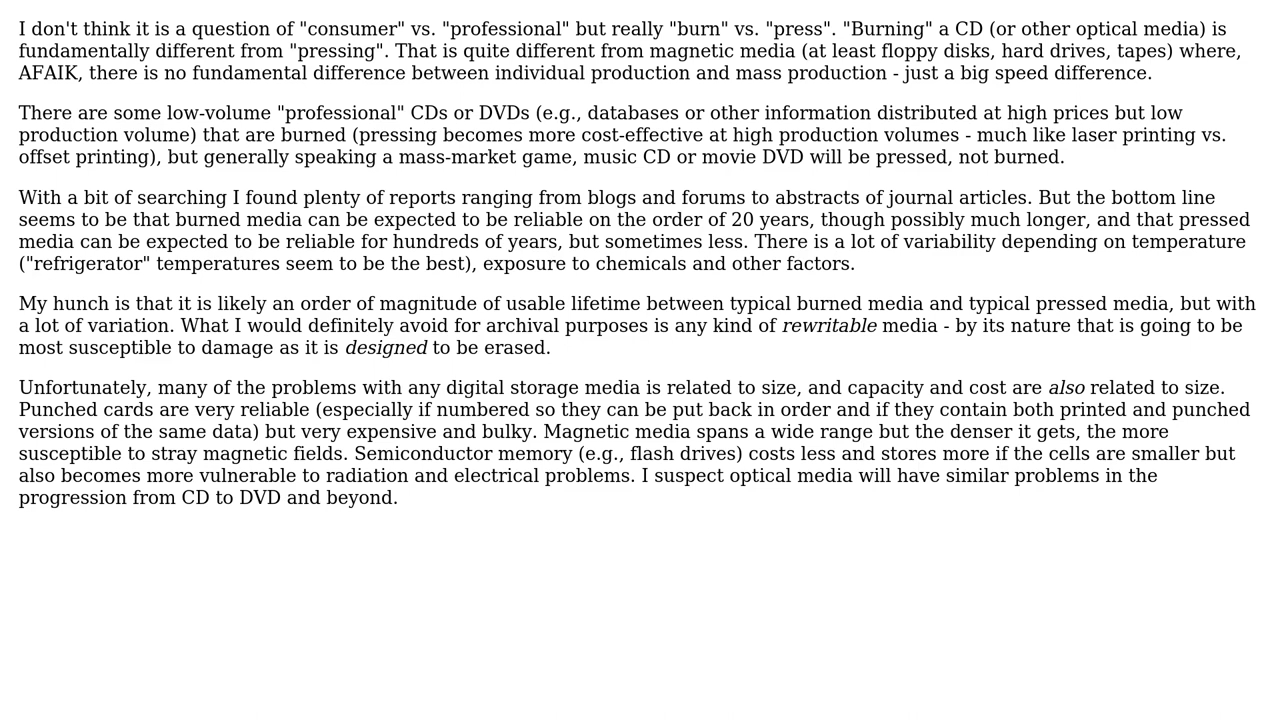 I don't think it is a question of "consumer" vs. "professional" but really "burn" vs. "press". "Burning" a CD (or other optical media) is
fundamentally different from "pressing". That is quite different from magnetic media (at least floppy disks, hard drives, tapes) where,
AFAIK, there is no fundamental difference between individual production and mass production - just a big speed difference.
There are some low-volume "professional" CDs or DVDs (e.g., databases or other information distributed at high prices but low
production volume) that are burned (pressing becomes more cost-effective at high production volumes - much like laser printing vs.
offset printing), but generally speaking a mass-market game, music CD or movie DVD will be pressed, not burned.
With a bit of searching I found plenty of reports ranging from blogs and forums to abstracts of journal articles. But the bottom line
seems to be that burned media can be expected to be reliable on the order of 20 years, though possibly much longer, and that pressed
media can be expected to be reliable for hundreds of years, but sometimes less. There is a lot of variability depending on temperature
("refrigerator" temperatures seem to be the best), exposure to chemicals and other factors.
My hunch is that it is likely an order of magnitude of usable lifetime between typical burned media and typical pressed media, but with
a lot of variation. What I would definitely avoid for archival purposes is any kind of rewritable media - by its nature that is going to be
most susceptible to damage as it is designed to be erased.
Unfortunately, many of the problems with any digital storage media is related to size, and capacity and cost are also related to size.
Punched cards are very reliable (especially if numbered so they can be put back in order and if they contain both printed and punched
versions of the same data) but very expensive and bulky. Magnetic media spans a wide range but the denser it gets, the more
susceptible to stray magnetic fields. Semiconductor memory (e.g., flash drives) costs less and stores more if the cells are smaller but
also becomes more vulnerable to radiation and electrical problems. I suspect optical media will have similar problems in the
progression from CD to DVD and beyond.